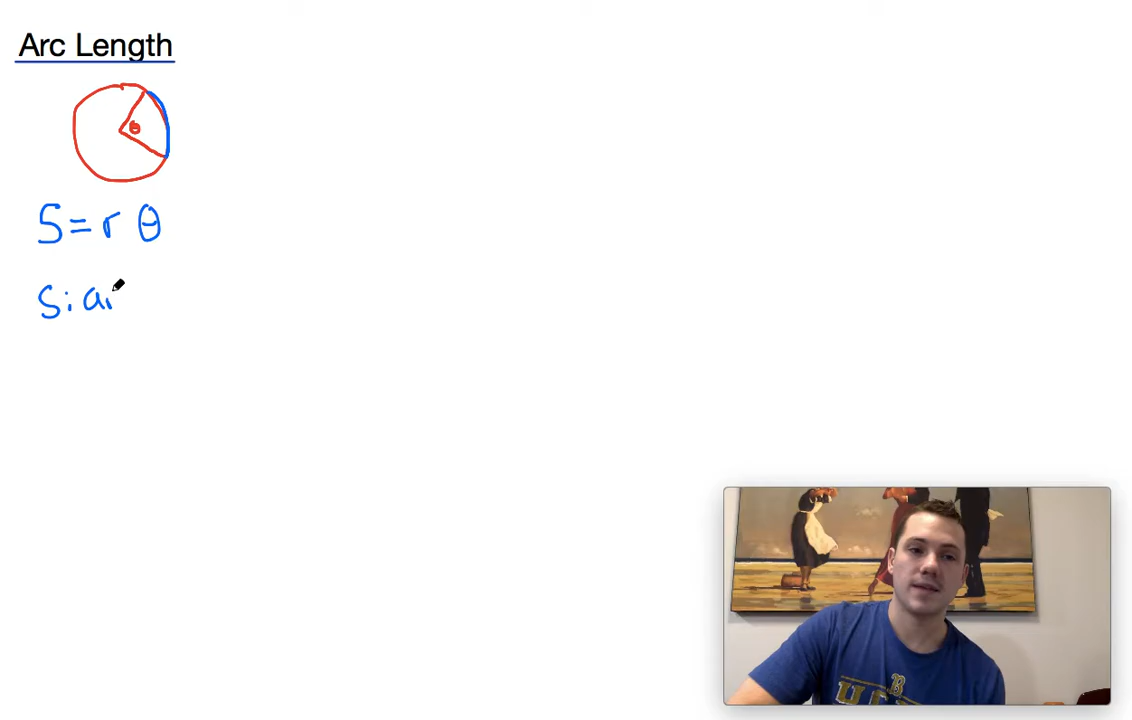 Arc Length
θ
S = r θ
S: ar
B